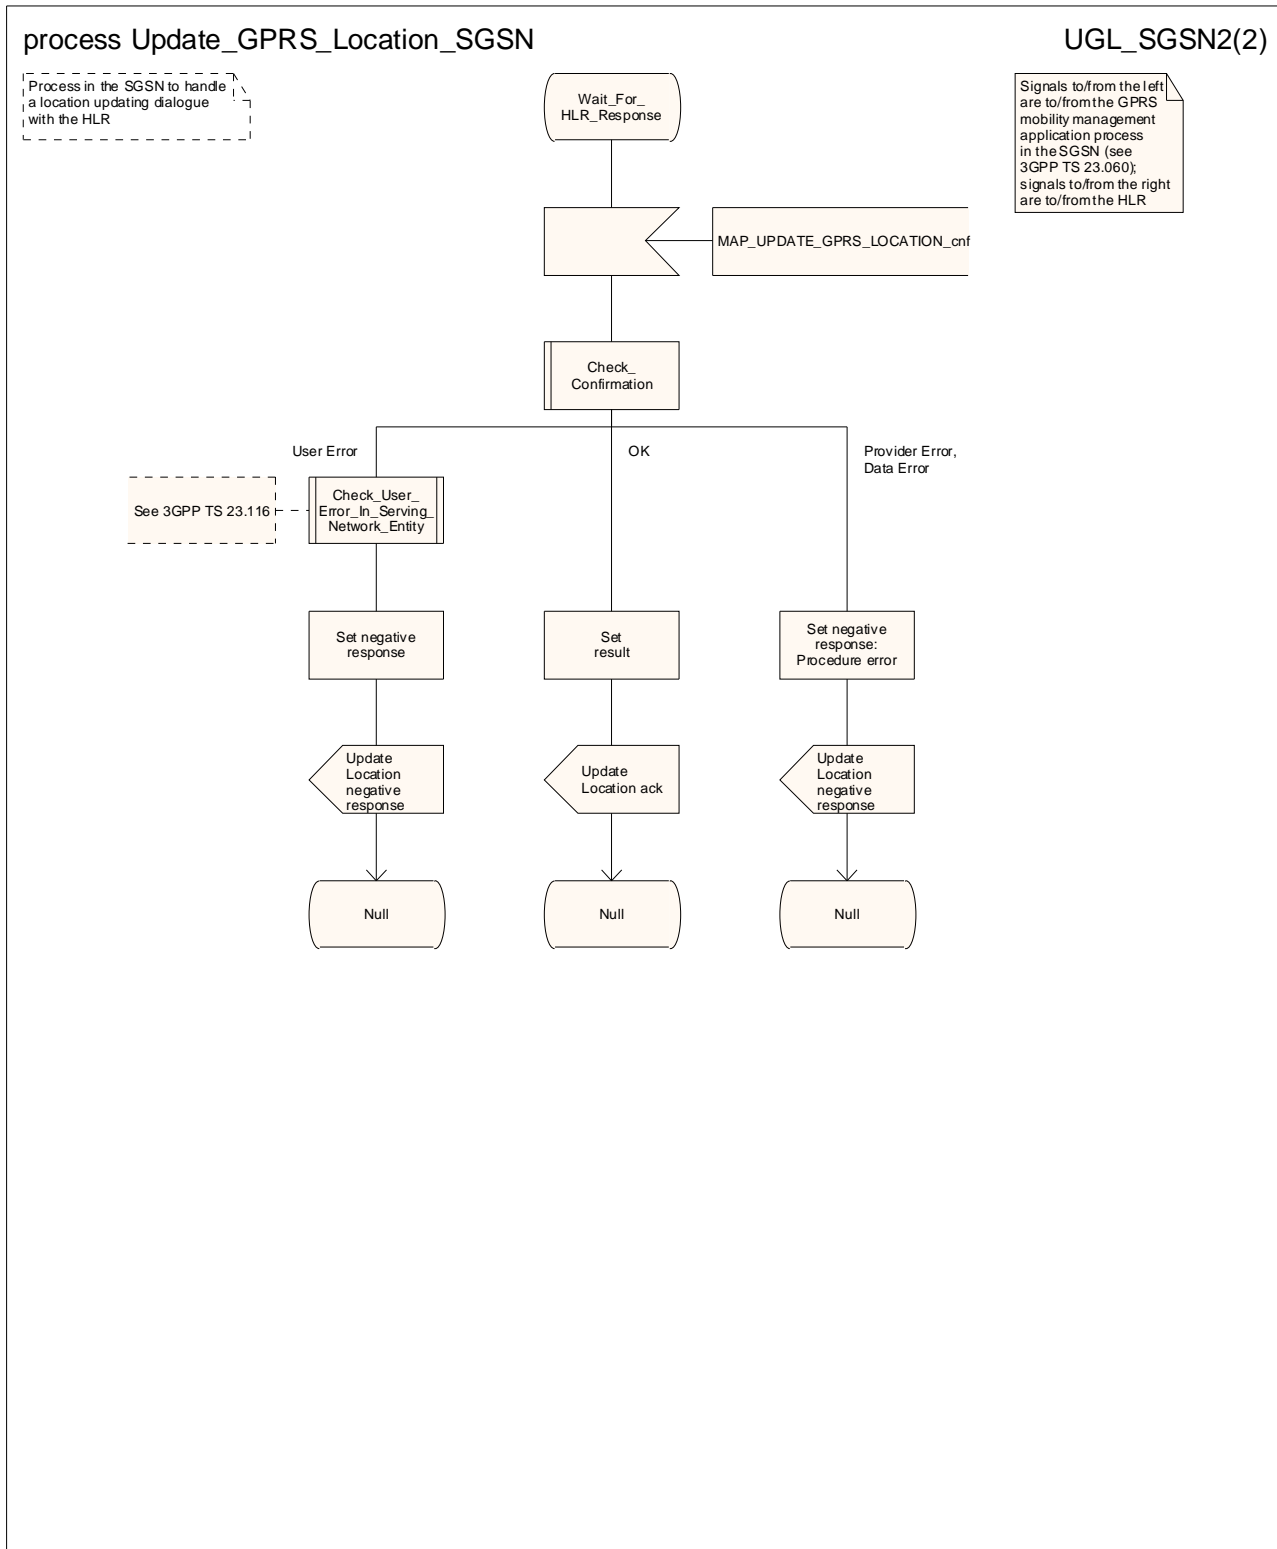 process Update_GPRS_Location_SGSN
UGL_SGSN2(2)
Process in the SGSN to handle
a location updating dialogue
with the HLR
Wait_For_
HLR_Response
Signals to/from the left
are to/from the GPRS
mobility management
application process
in the SGSN (see
3GPP TS 23.060);
signals to/from the right
are to/from the HLR
MAP_UPDATE_GPRS_LOCATION_cnf
Check_
Confirmation
User Error
OK
Provider Error,
Data Error
See 3GPP TS 23.116
Check_User_
Error_In_Serving_
Network_Entity
Set negative
response
Set
result
Set negative
response:
Procedure error
Update
Location
negative
response
Update
Location ack
Update
Location
negative
response
Null
Null
Null